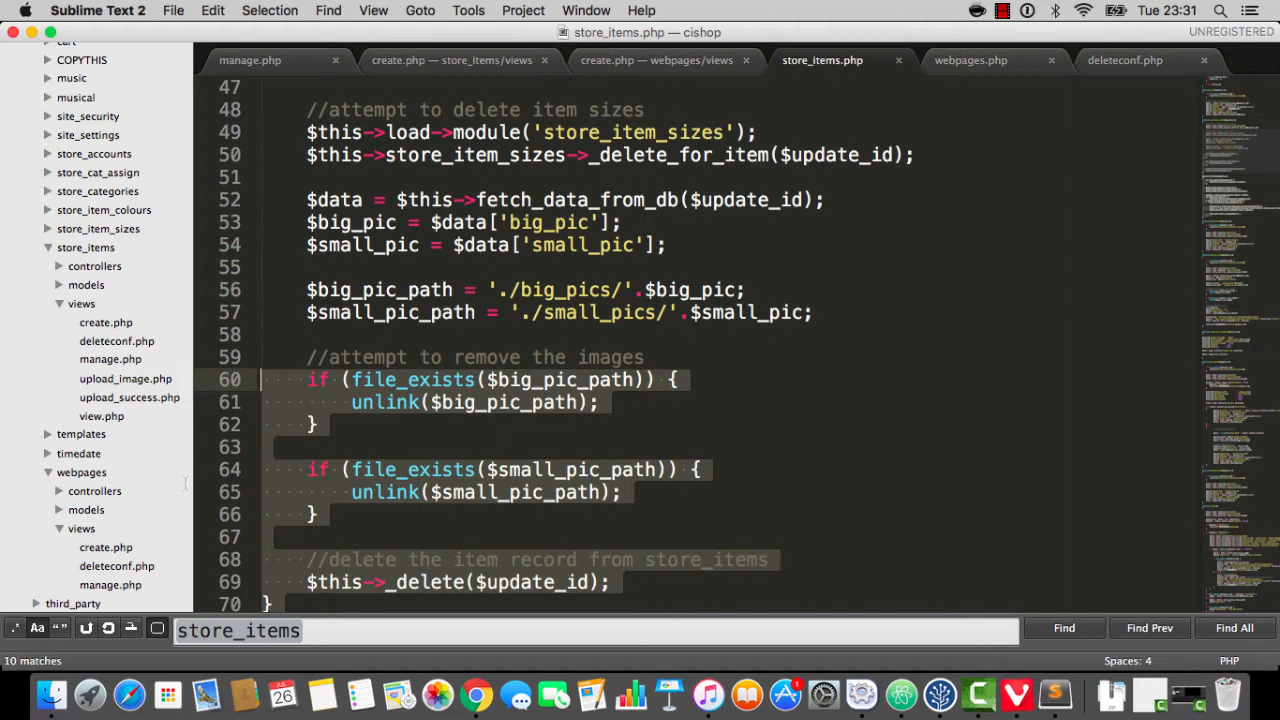 Sublime Text 2 File Edit Selection Find View Goto Tools Project Window Help Tue 23:31
store_items.php — cishop UNREGISTERED
manage.php × create.php — store_items/views × create.php — webpages/views × store_items.php × webpages.php × deleteconf.php ×
cart
COPYTHIS
music
musical
site_security
site_settings
store_accounts
store_cat_assign
store_categories
store_item_colours
store_item_sizes
store_items
controllers
models
views
create.php
deleteconf.php
manage.php
upload_image.php
upload_success.php
view.php
templates
timedate
webpages
controllers
models
views
create.php
deleteconf.php
manage.php
third_party
47
48 //attempt to delete item sizes
49 $this->load->module('store_item_sizes');
50 $this->store_item_sizes->_delete_for_item($update_id);
51
52 $data = $this->fetch_data_from_db($update_id);
53 $big_pic = $data['big_pic'];
54 $small_pic = $data['small_pic'];
55
56 $big_pic_path = './big_pics/'.$big_pic;
57 $small_pic_path = './small_pics/'.$small_pic;
58
59 //attempt to remove the images
60 if (file_exists($big_pic_path)) {
61 unlink($big_pic_path);
62 }
63
64 if (file_exists($small_pic_path)) {
65 unlink($small_pic_path);
66 }
67
68 //delete the item record from store_items
69 $this->_delete($update_id);
70 }
.* Aa “” store_items Find Find Prev Find All
10 matches Spaces: 4 PHP
26
1